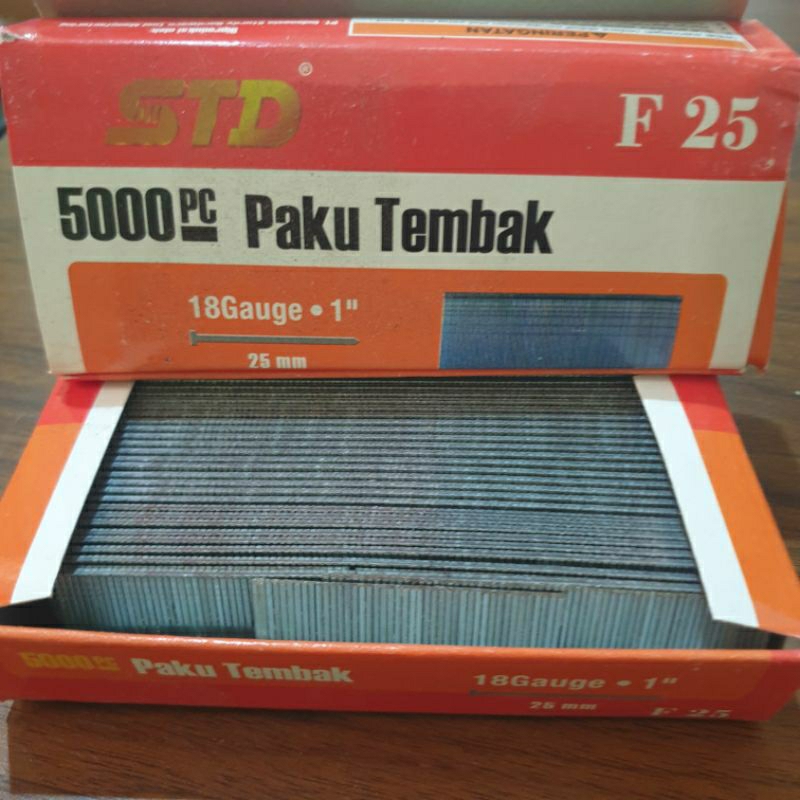 ⚠PERINGATAN
STD®
F 25
5000 PC Paku Tembak
18Gauge • 1"
25 mm
5000 PC Paku Tembak
18Gauge • 1"
25 mm
F 25